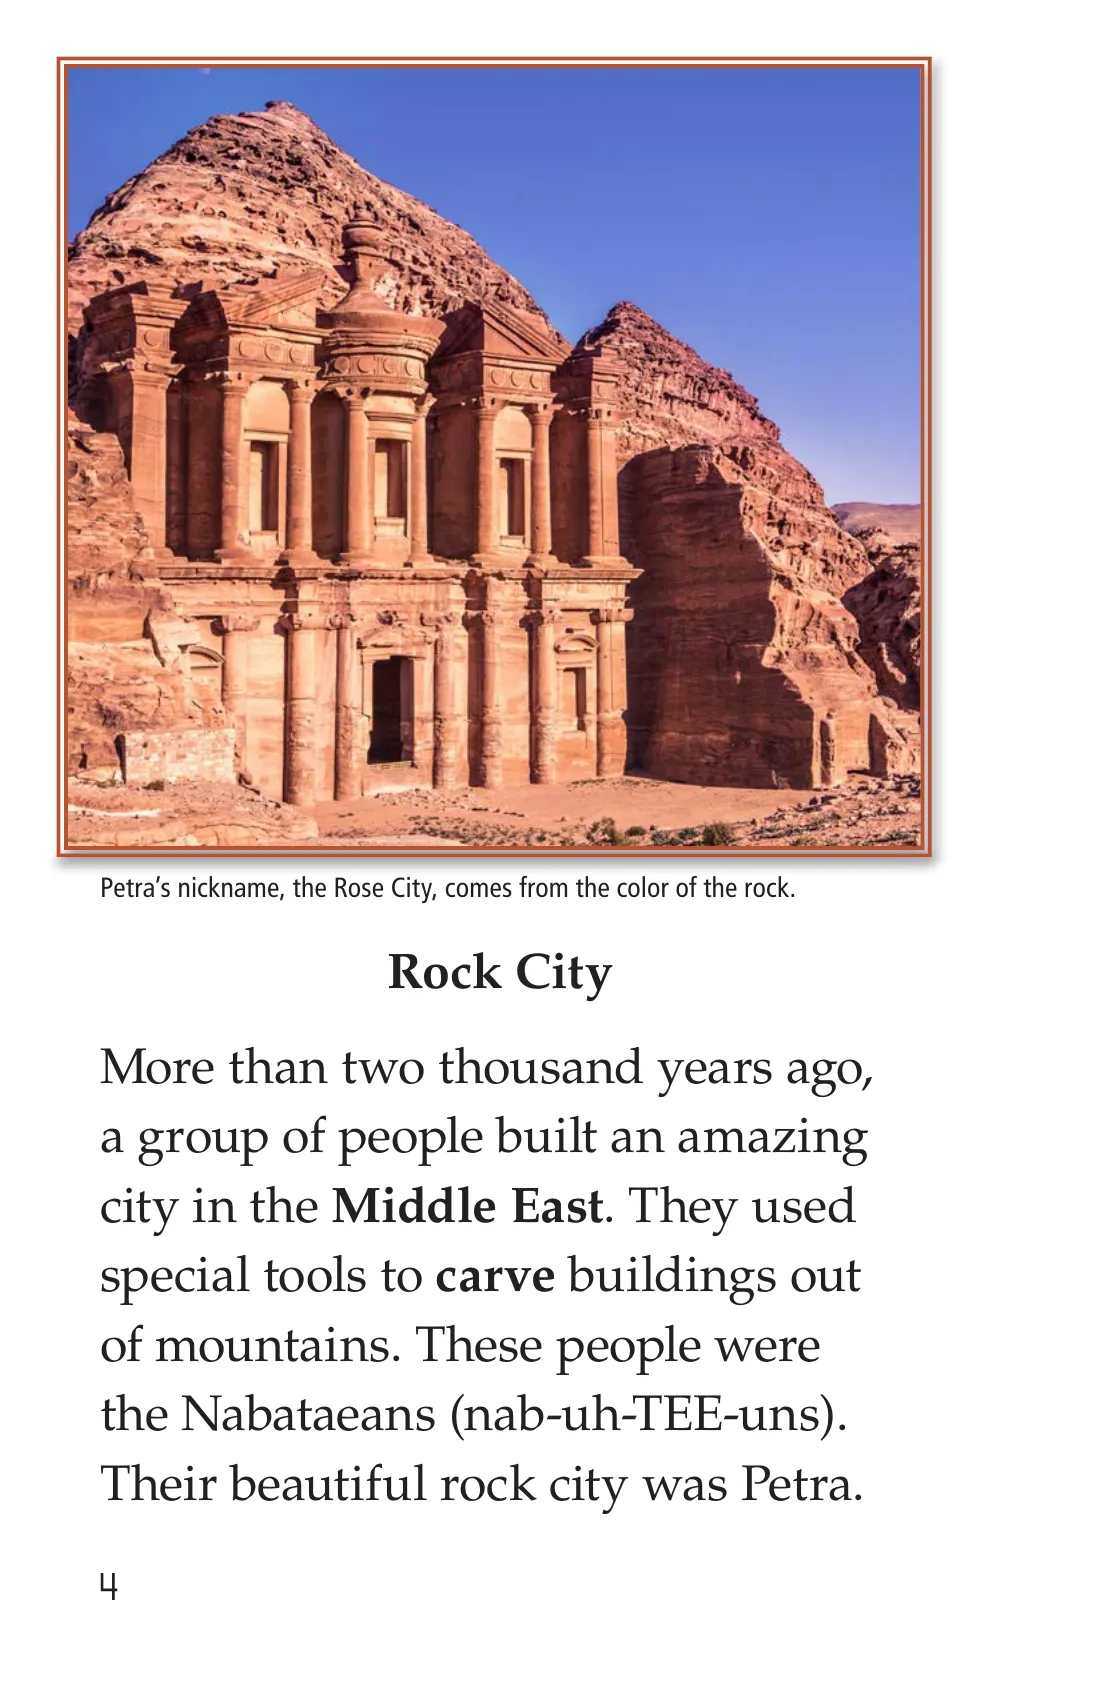 Petra’s nickname, the Rose City, comes from the color of the rock.
Rock City
More than two thousand years ago,
a group of people built an amazing
city in the Middle East. They used
special tools to carve buildings out
of mountains. These people were
the Nabataeans (nab-uh-TEE-uns).
Their beautiful rock city was Petra.
4